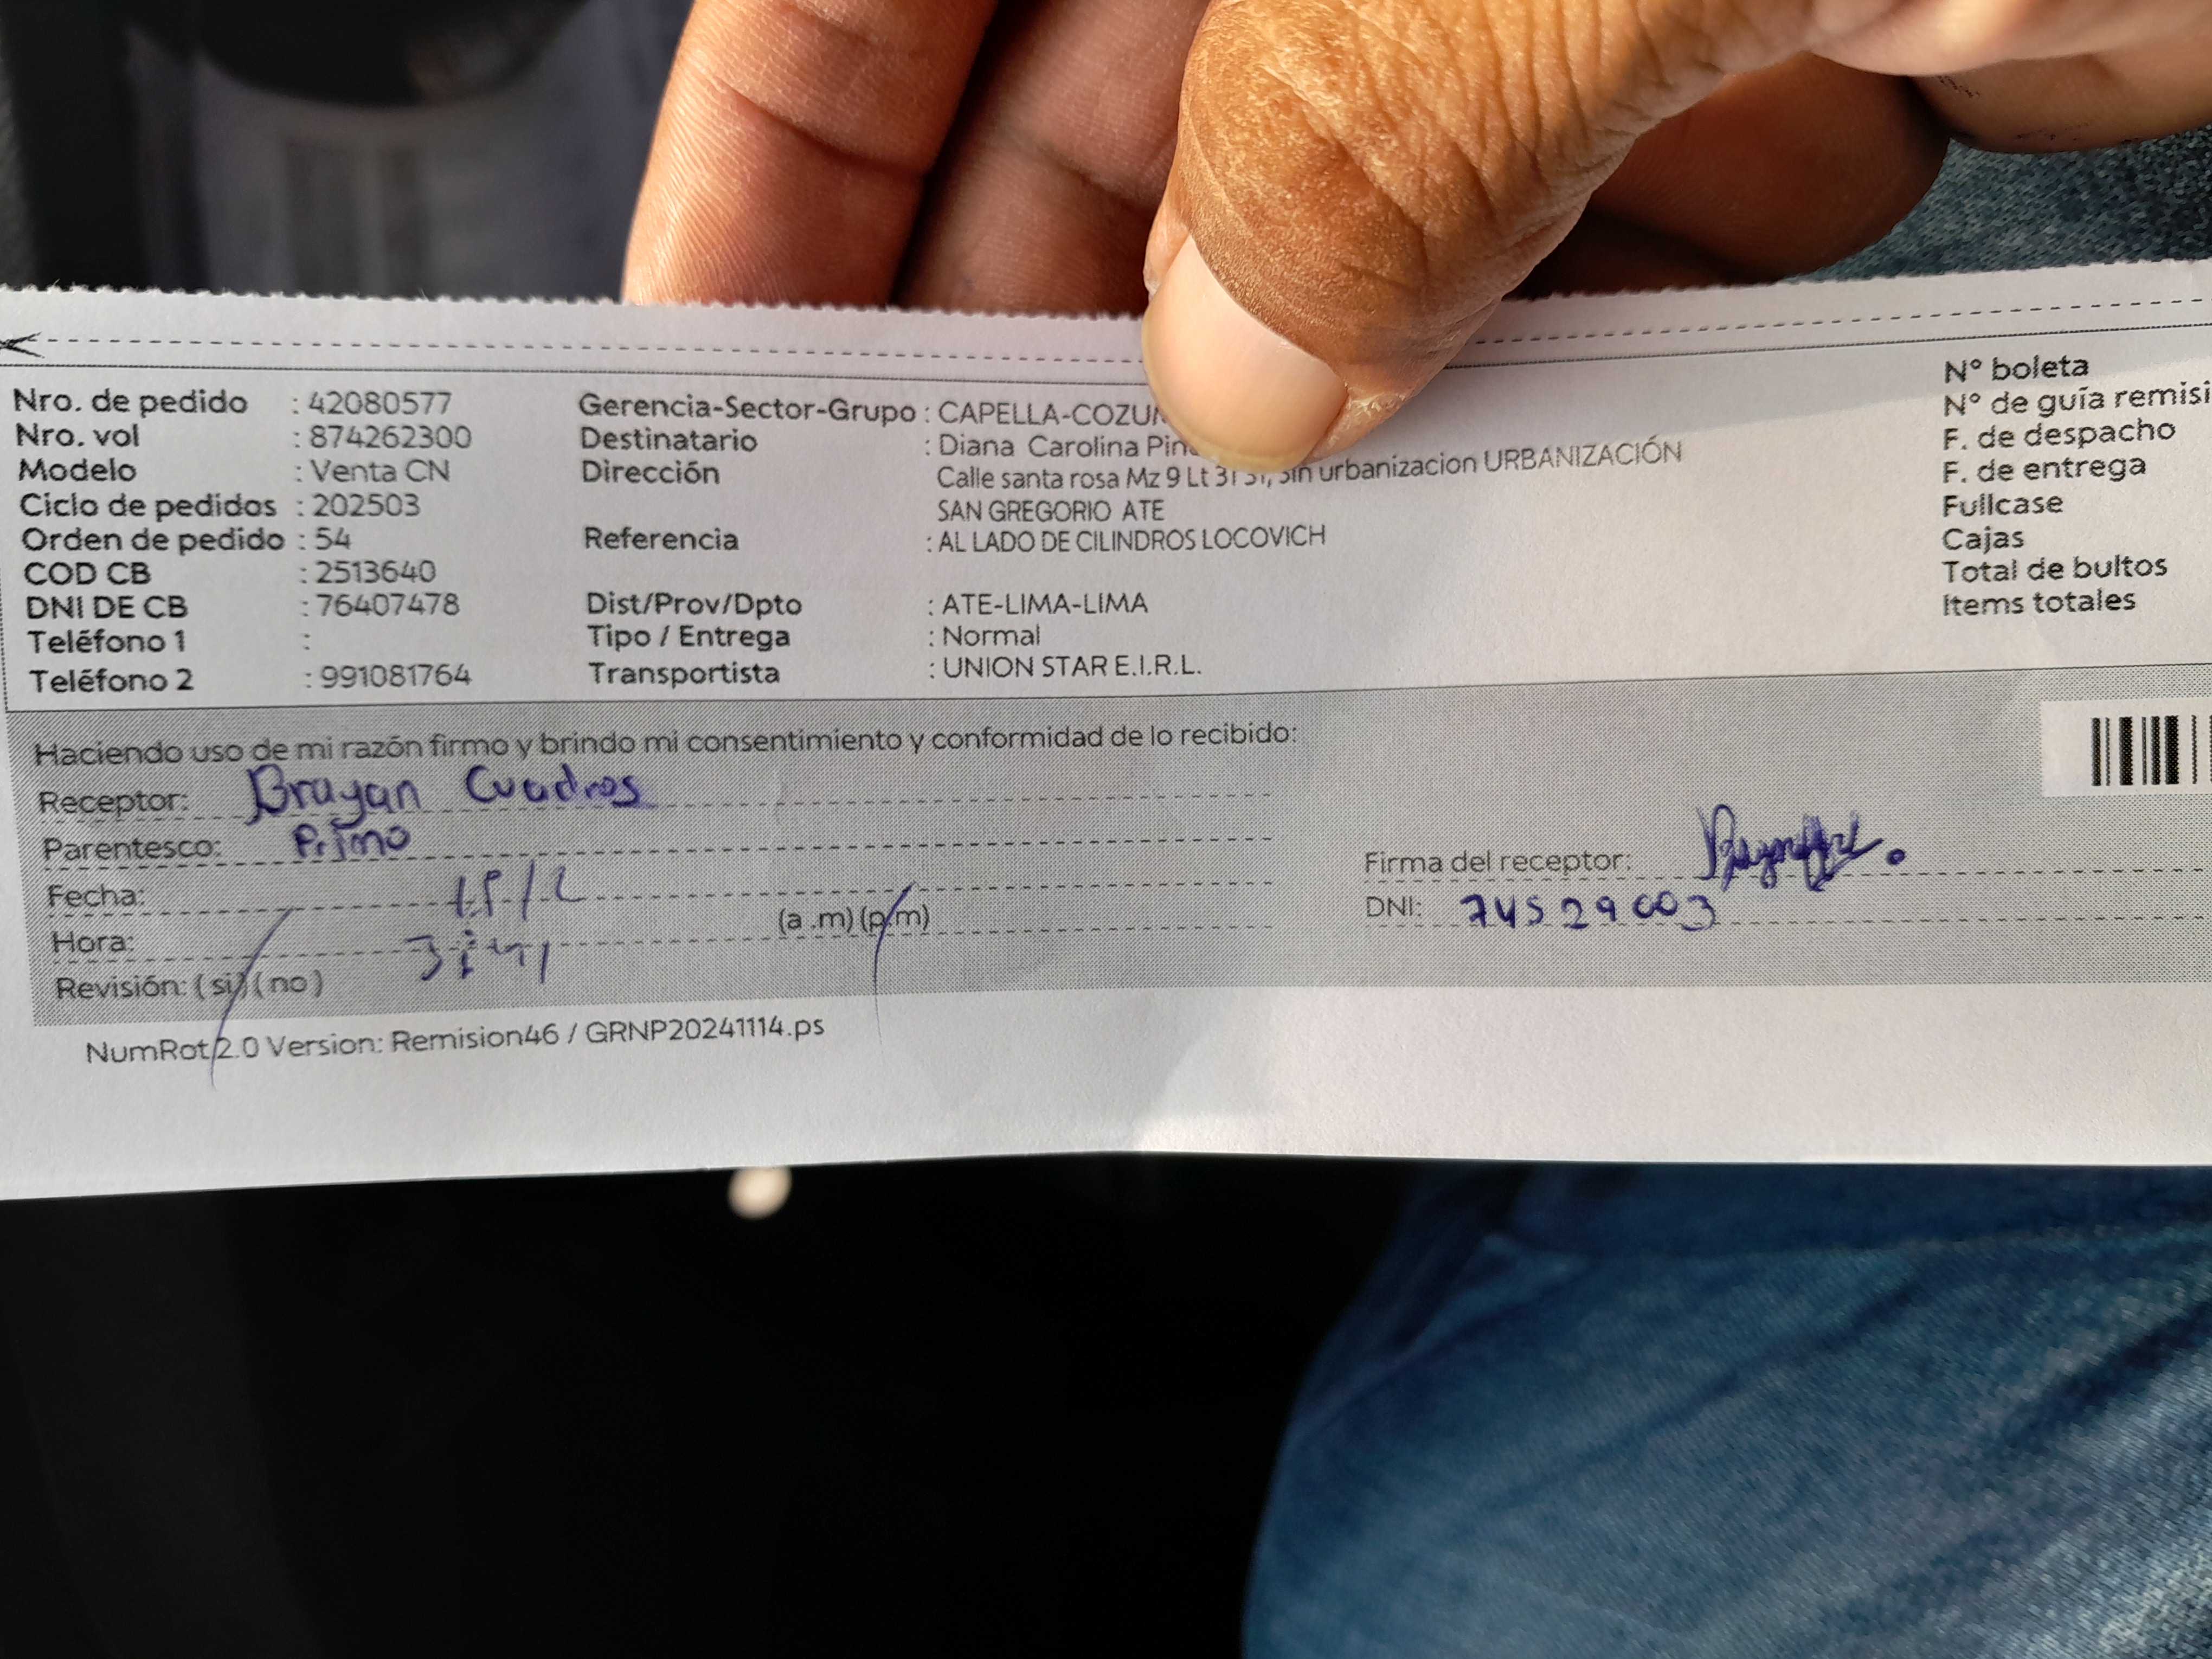 Nro. de pedido : 42080577
Nro. vol : 874262300
Modelo : Venta CN
Ciclo de pedidos : 202503
Orden de pedido : 54
COD CB : 2513640
DNI DE CB : 76407478
Teléfono 1 :
Teléfono 2 : 991081764
Gerencia-Sector-Grupo : CAPELLA-
Destinatario : Diana Carolina
Dirección Calle santa rosa Mz 9 Lt urbanizacion URBANIZACIÓN
SAN GREGORIO ATE
Referencia : AL LADO DE CILINDROS LOCOVICH
Dist/Prov/Dpto : ATE-LIMA-LIMA
Tipo / Entrega : Normal
Transportista : UNION STAR E.I.R.L.
N° boleta
N° de guía
F. de despacho
F. de entrega
Fullcase
Cajas
Total de bultos
Items totales
Haciendo uso de mi razón firmo y brindo mi consentimiento y conformidad de lo recibido:
Receptor: Brayan Cuadros
Parentesco: Primo
Fecha: 15/2
Hora: (a .m) (p.m)
Revisión: (si) (no)
Firma del receptor:
DNI: 74529003
NumRot 2.0 Version: Remision46 / GRNP20241114.ps